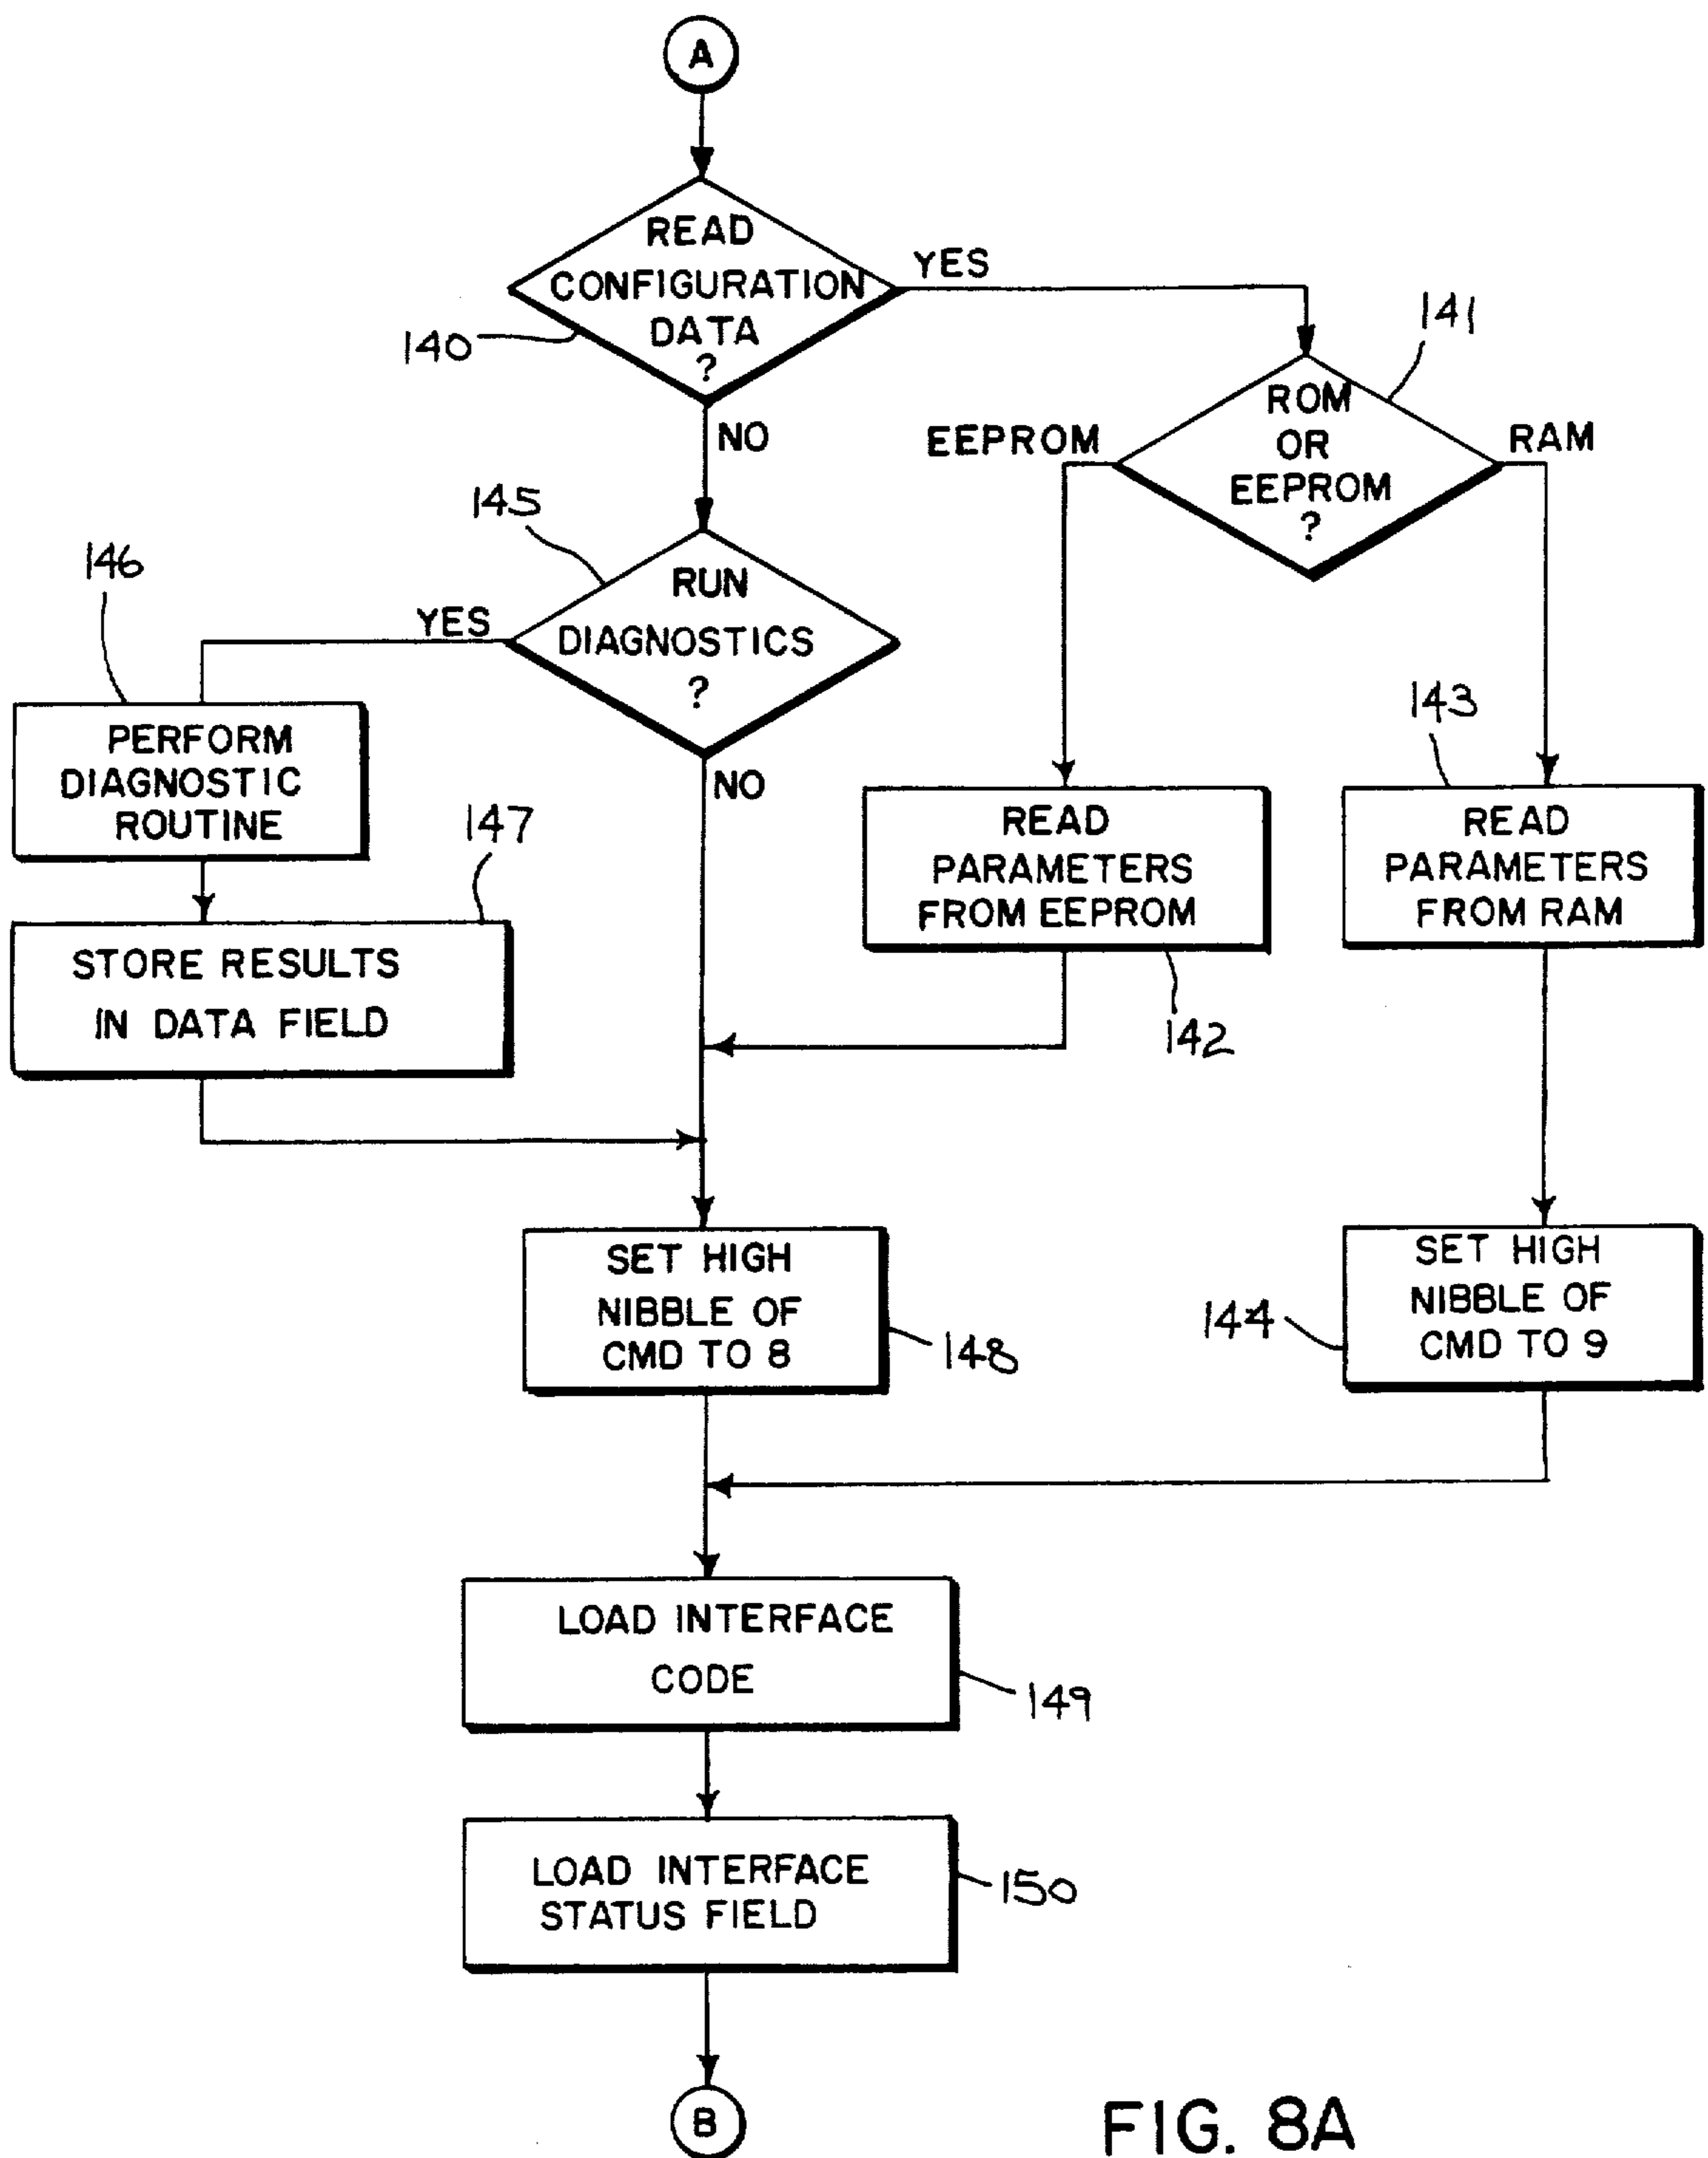 A
READ
CONFIGURATION
DATA
?
140
YES
NO
141
ROM
OR
EEPROM
?
EEPROM
RAM
145
RUN
DIAGNOSTICS
?
YES
NO
146
PERFORM
DIAGNOSTIC
ROUTINE
147
STORE RESULTS
IN DATA FIELD
READ
PARAMETERS
FROM EEPROM
142
143
READ
PARAMETERS
FROM RAM
SET HIGH
NIBBLE OF
CMD TO 8
148
144
SET HIGH
NIBBLE OF
CMD TO 9
LOAD INTERFACE
CODE
149
LOAD INTERFACE
STATUS FIELD
150
B
FIG. 8A